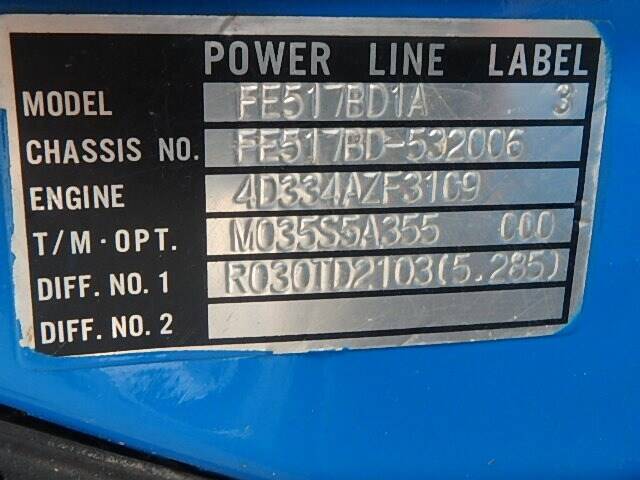 POWER LINE LABEL
MODEL FE517BD1A 3
CHASSIS NO. FE517BD-532006
ENGINE 4D334AZF3109
T/M·OPT. M035S5A355 000
DIFF. NO. 1 R030TD2103(5.285)
DIFF. NO. 2